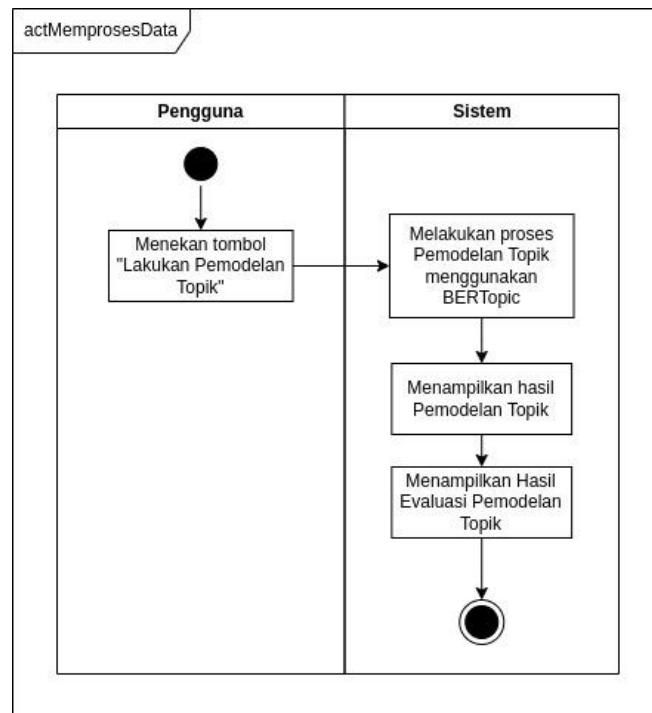 actMemprosesData
Pengguna
Sistem
Menekan tombol
"Lakukan Pemodelan
Topik"
Melakukan proses
Pemodelan Topik
menggunakan
BERTopic
Menampilkan hasil
Pemodelan Topik
Menampilkan Hasil
Evaluasi Pemodelan
Topik